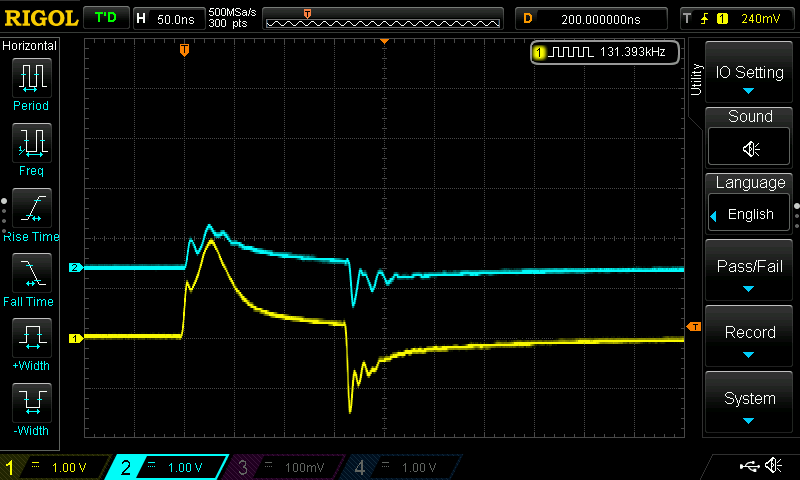 RIGOL T'D H 50.0ns 500MSa/s 300 pts D 200.000000ns T 1 240mV
Horizontal
Period
Freq
Rise Time
Fall Time
+Width
-Width
T
1 131.393kHz
2
1
T
Utility
IO Setting
Sound
Language
English
Pass/Fail
Record
System
1 1.00 V 2 1.00 V 3 100mV 4 1.00 V